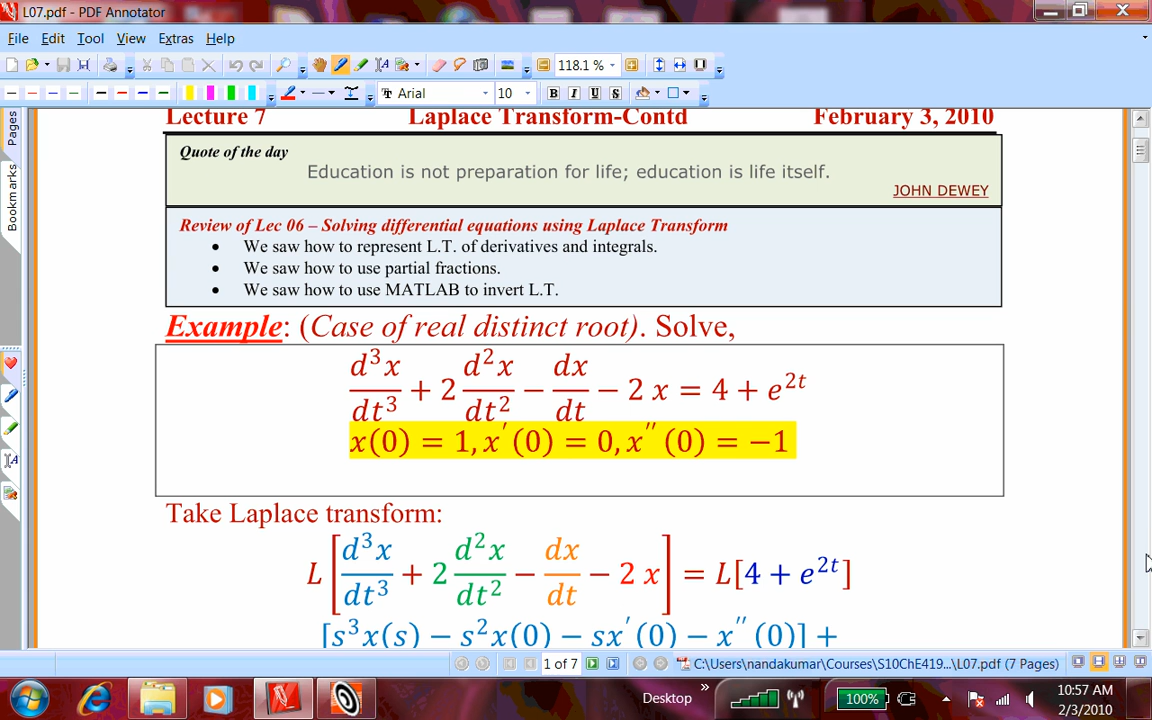 L07.pdf - PDF Annotator
File Edit Tool View Extras Help
118.1 %
Arial 10 B I U S
Pages
Bookmarks
Lecture 7 Laplace Transform-Contd February 3, 2010
Quote of the day
Education is not preparation for life; education is life itself.
JOHN DEWEY
Review of Lec 06 – Solving differential equations using Laplace Transform
• We saw how to represent L.T. of derivatives and integrals.
• We saw how to use partial fractions.
• We saw how to use MATLAB to invert L.T.
Example: (Case of real distinct root). Solve,
d³x/dt³ + 2 d²x/dt² − dx/dt − 2 x = 4 + e^{2t}
x(0) = 1, x′(0) = 0, x″(0) = −1
Take Laplace transform:
L[d³x/dt³ + 2 d²x/dt² − dx/dt − 2 x] = L[4 + e^{2t}]
[s³x(s) − s²x(0) − sx′(0) − x″(0)] +
1 of 7 C:\Users\nandakumar\Courses\S10ChE419...\L07.pdf (7 Pages)
Desktop » 100% 10:57 AM
2/3/2010